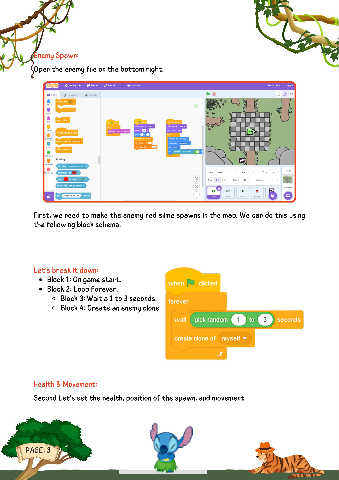 Enemy Spawn:
Open the enemy file on the bottom right.
First, we need to make the enemy red slime spawns in the map. We can do this using
the following block schema.
Let's break it down:
Block 1: On game start.
Block 2: Loop forever.
Block 3: Wait a 1 to 3 seconds.
Block 4: Create an enemy clone
when clicked
forever
wait pick random 1 to 3 seconds
create clone of myself
Health & Movement:
Second Let's set the health, position of the spawn, and movement
PAGE: 3